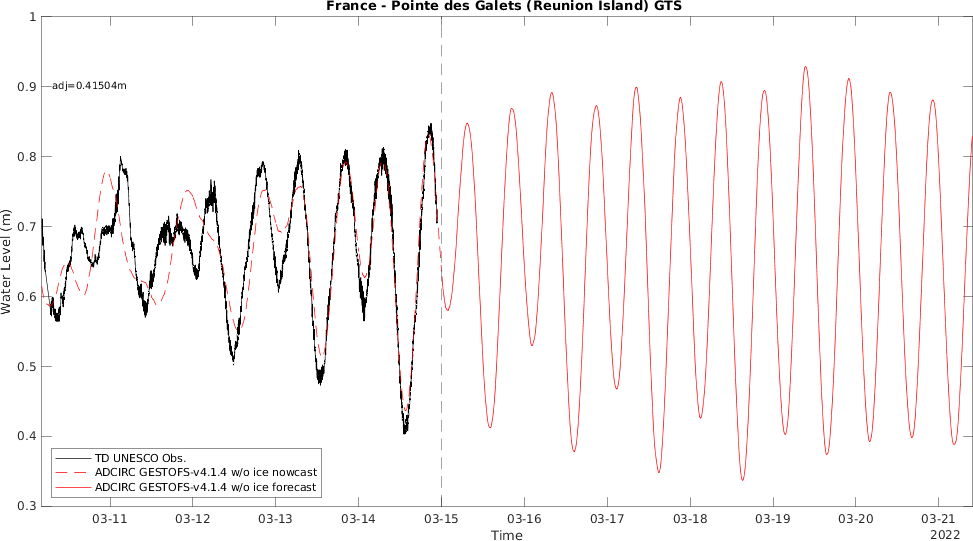 France - Pointe des Galets (Reunion Island) GTS
1
0.9
0.8
0.7
0.6
0.5
0.4
0.3
Water Level (m)
adj=0.41504m
TD UNESCO Obs.
ADCIRC GESTOFS-v4.1.4 w/o ice nowcast
ADCIRC GESTOFS-v4.1.4 w/o ice forecast
03-11 03-12 03-13 03-14 03-15 03-16 03-17 03-18 03-19 03-20 03-21
Time 2022